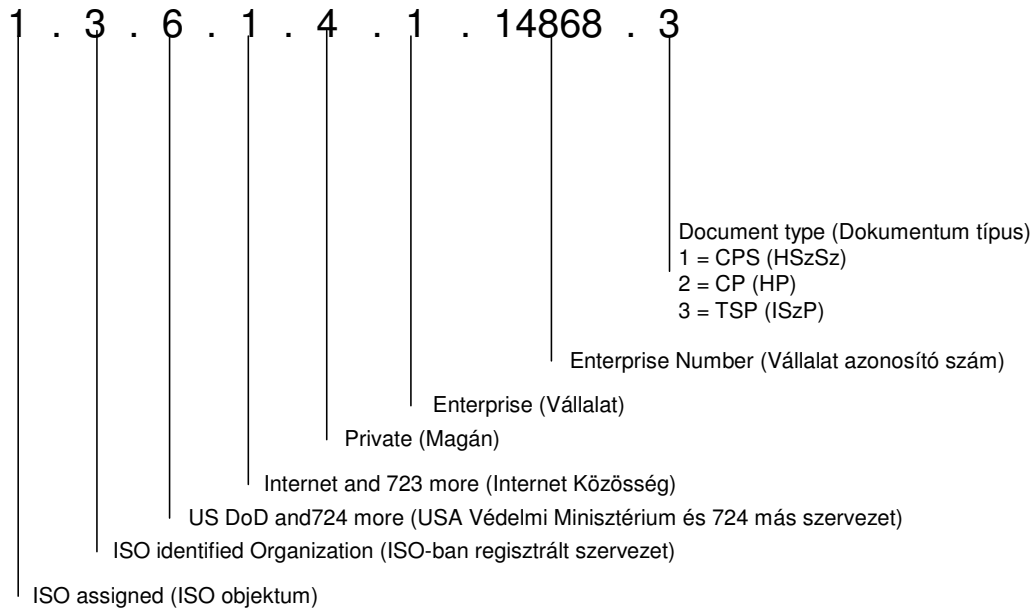 1 . 3 . 6 . 1 . 4 . 1 . 14868 . 3
Document type (Dokumentum típus)
1 = CPS (HSzSz)
2 = CP (HP)
3 = TSP (ISzP)
Enterprise Number (Vállalat azonosító szám)
Enterprise (Vállalat)
Private (Magán)
Internet and 723 more (Internet Közösség)
US DoD and724 more (USA Védelmi Minisztérium és 724 más szervezet)
ISO identified Organization (ISO-ban regisztrált szervezet)
ISO assigned (ISO objektum)